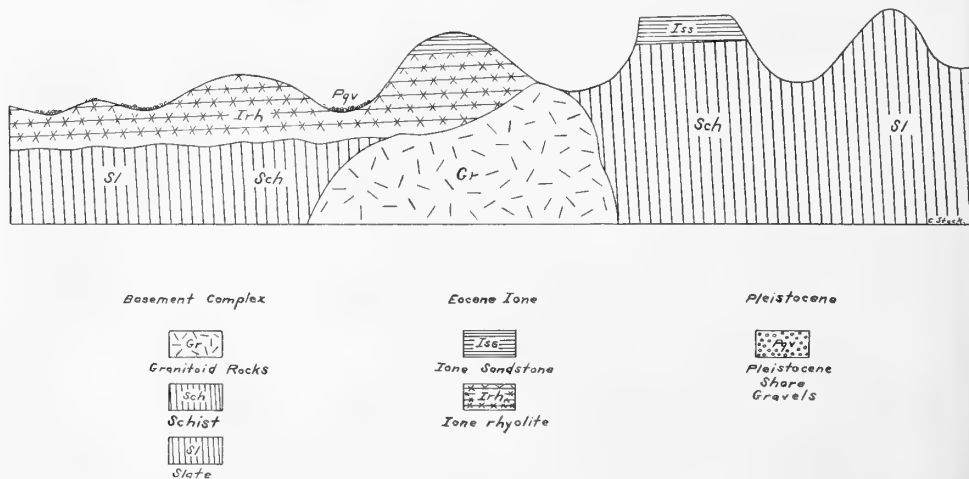 Iss
Pgv
Irh
Sl
Sch
Gr
Sch
Sl
C. Stock.
Basement Complex
Eocene Ione
Pleistocene
Gr
Granitoid Rocks
Sch
Schist
Sl
Slate
Iss
Ione Sandstone
Irh
Ione rhyolite
Pgv
Pleistocene
Shore
Gravels